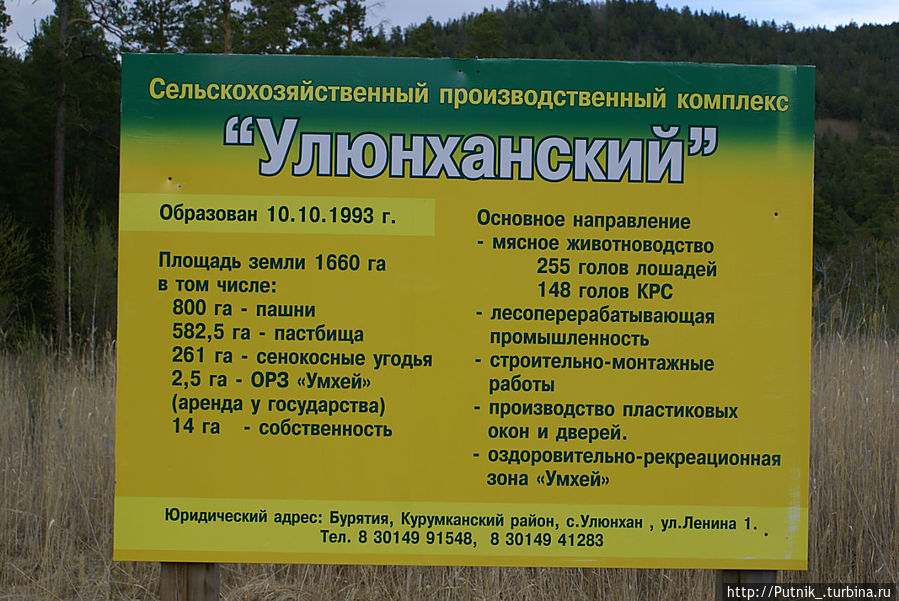 Сельскохозяйственный производственный комплекс
“Улюнханский”
Образован 10.10.1993 г.
Площадь земли 1660 га
в том числе:
800 га - пашни
582,5 га - пастбища
261 га - сенокосные угодья
2,5 га - ОРЗ «Умхей»
(аренда у государства)
14 га - собственность
Основное направление
- мясное животноводство
255 голов лошадей
148 голов КРС
- лесоперерабатывающая
промышленность
- строительно-монтажные
работы
- производство пластиковых
окон и дверей.
- оздоровительно-рекреационная
зона «Умхей»
Юридический адрес: Бурятия, Курумканский район, с.Улюнхан , ул.Ленина 1.
Тел. 8 30149 91548, 8 30149 41283
http://Putnik_.turbina.ru